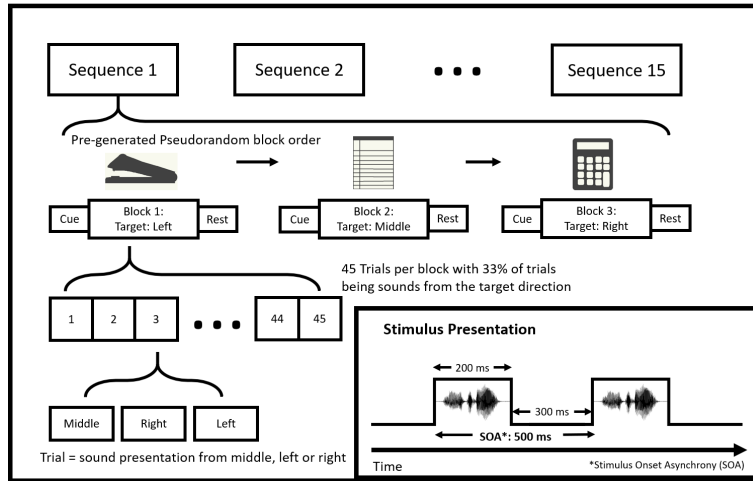 Sequence 1
Sequence 2
Sequence 15
Pre-generated Pseudorandom block order
Cue
Block 1:
Target: Left
Rest
Cue
Block 2:
Target: Middle
Rest
Cue
Block 3:
Target: Right
Rest
45 Trials per block with 33% of trials
being sounds from the target direction
1
2
3
44
45
Middle
Right
Left
Trial = sound presentation from middle, left or right
Stimulus Presentation
200 ms
300 ms
SOA*: 500 ms
Time
*Stimulus Onset Asynchrony (SOA)